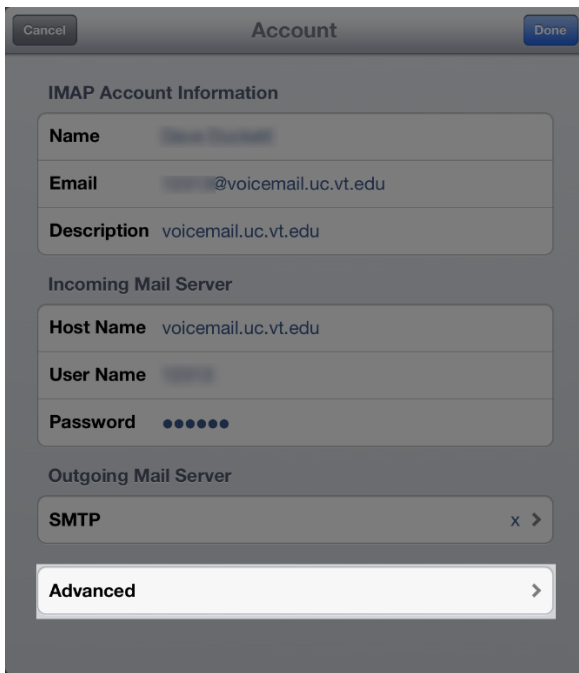 Cancel Account Done
IMAP Account Information
Name
Email @voicemail.uc.vt.edu
Description voicemail.uc.vt.edu
Incoming Mail Server
Host Name voicemail.uc.vt.edu
User Name
Password ••••••
Outgoing Mail Server
SMTP x
Advanced